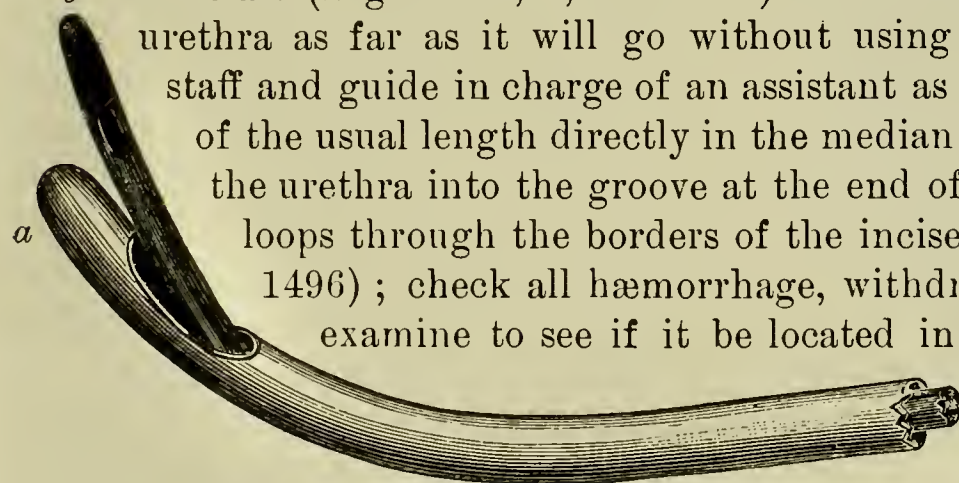 urethra as far as it will go without using
staff and guide in charge of an assistant as
of the usual length directly in the median
the urethra into the groove at the end of
a
loops through the borders of the incise
1496) ; check all hæmorrhage, withdr
examine to see if it be located in